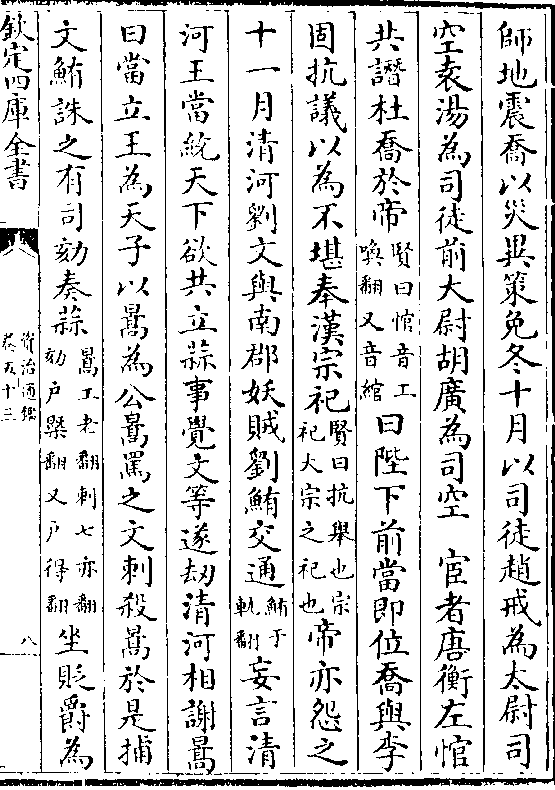 師地震喬以災異策免冬十月以司徒趙戒為太尉司
空袁湯為司徒前大尉胡廣為司空　宦者唐衡左悺
共譖杜喬於帝賢曰悺音工喚翻又音綰曰陛下前當即位喬與李
固抗議以為不堪奉漢宗祀賢曰抗舉也宗祀大宗之祀也帝亦怨之
十一月清河劉文與南郡妖賊劉鮪交通鮪于軌翻妄言清
河王當統天下欲共立蒜事覺文等遂劫清河相謝暠
曰當立王為天子以暠為公暠罵之文刺殺暠於是捕
文鮪誅之有司劾奏蒜暠工老翻刺七亦翻劾戶槩翻又戶得翻坐貶爵為
欽定四庫全書
資治通鑑
卷五十三
八